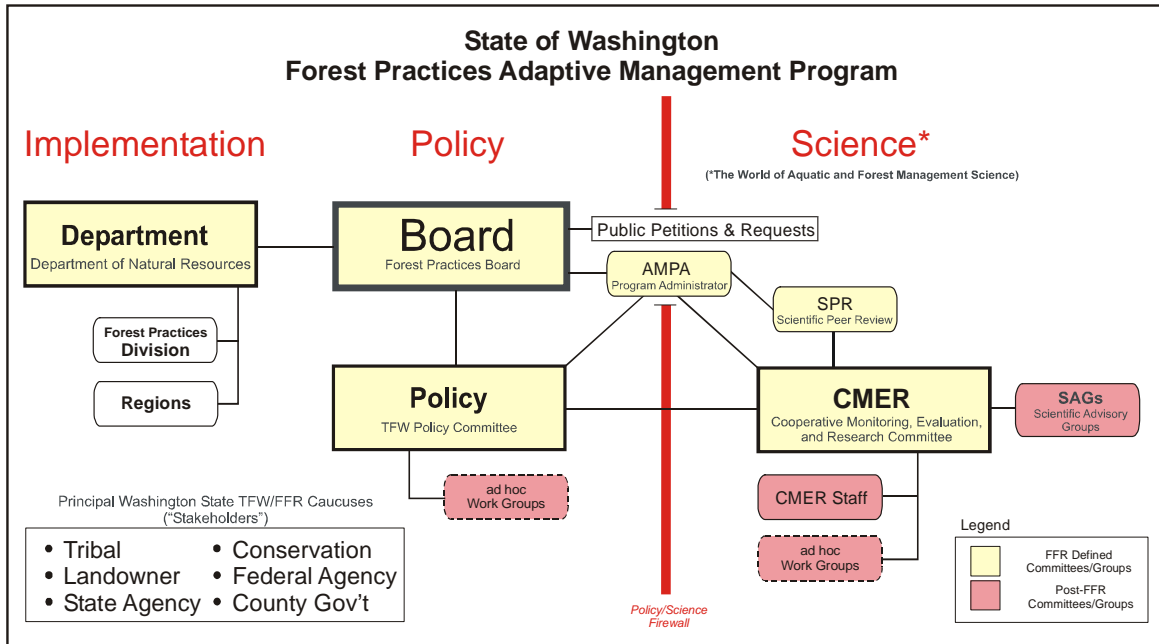 State of Washington
Forest Practices Adaptive Management Program
Implementation
Policy
Science*
(*The World of Aquatic and Forest Management Science)
Department
Department of Natural Resources
Board
Forest Practices Board
Public Petitions & Requests
AMPA
Program Administrator
SPR
Scientific Peer Review
Forest Practices
Division
Regions
Policy
TFW Policy Committee
CMER
Cooperative Monitoring, Evaluation,
and Research Committee
SAGs
Scientific Advisory
Groups
ad hoc
Work Groups
CMER Staff
ad hoc
Work Groups
Principal Washington State TFW/FFR Caucuses
("Stakeholders")
• Tribal
• Landowner
• State Agency
• Conservation
• Federal Agency
• County Gov't
Policy/Science
Firewall
Legend
FFR Defined
Committees/Groups
Post-FFR
Committees/Groups